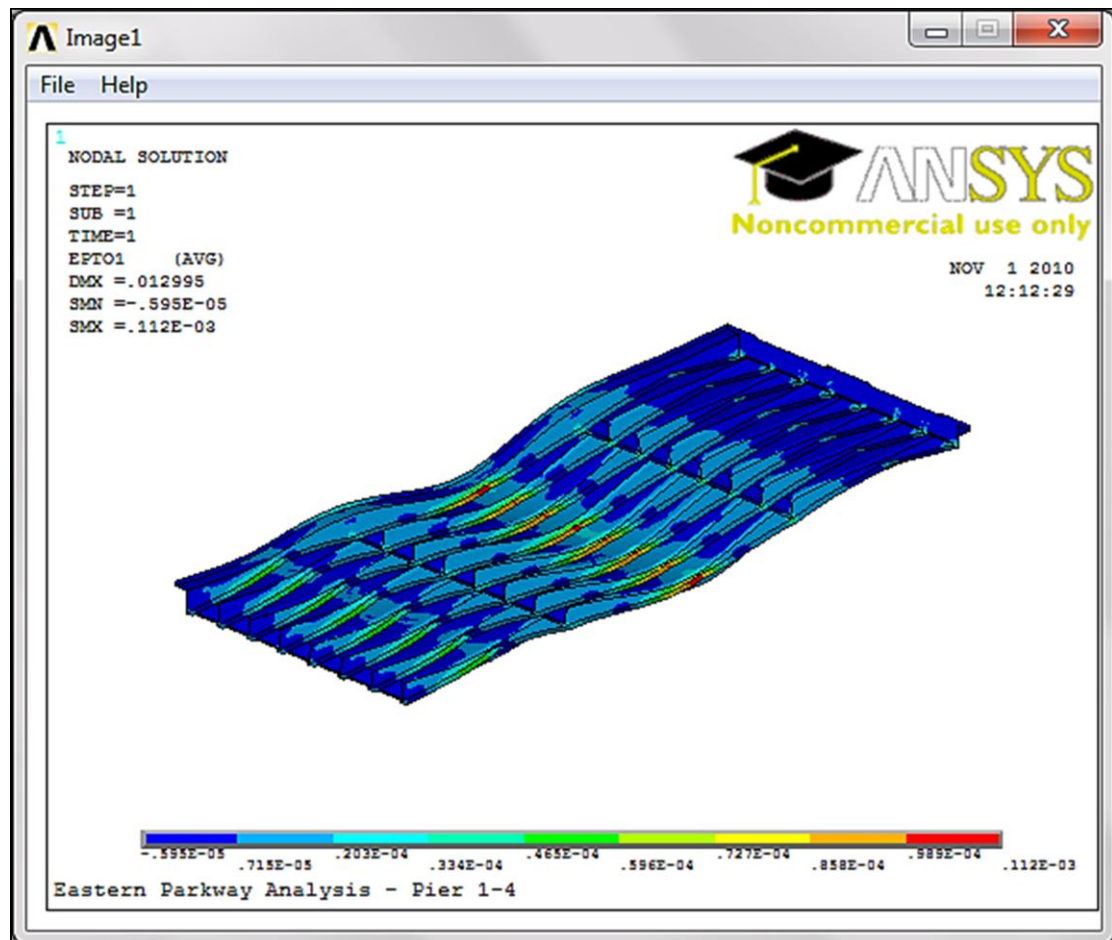 Image1
File Help
1
NODAL SOLUTION
STEP=1
SUB =1
TIME=1
EPTO1 (AVG)
DMX =.012995
SMN =-.595E-05
SMX =.112E-03
ANSYS
Noncommercial use only
NOV 1 2010
12:12:29
-.595E-05 .203E-04 .465E-04 .727E-04 .989E-04
.715E-05 .334E-04 .596E-04 .858E-04 .112E-03
Eastern Parkway Analysis - Pier 1-4